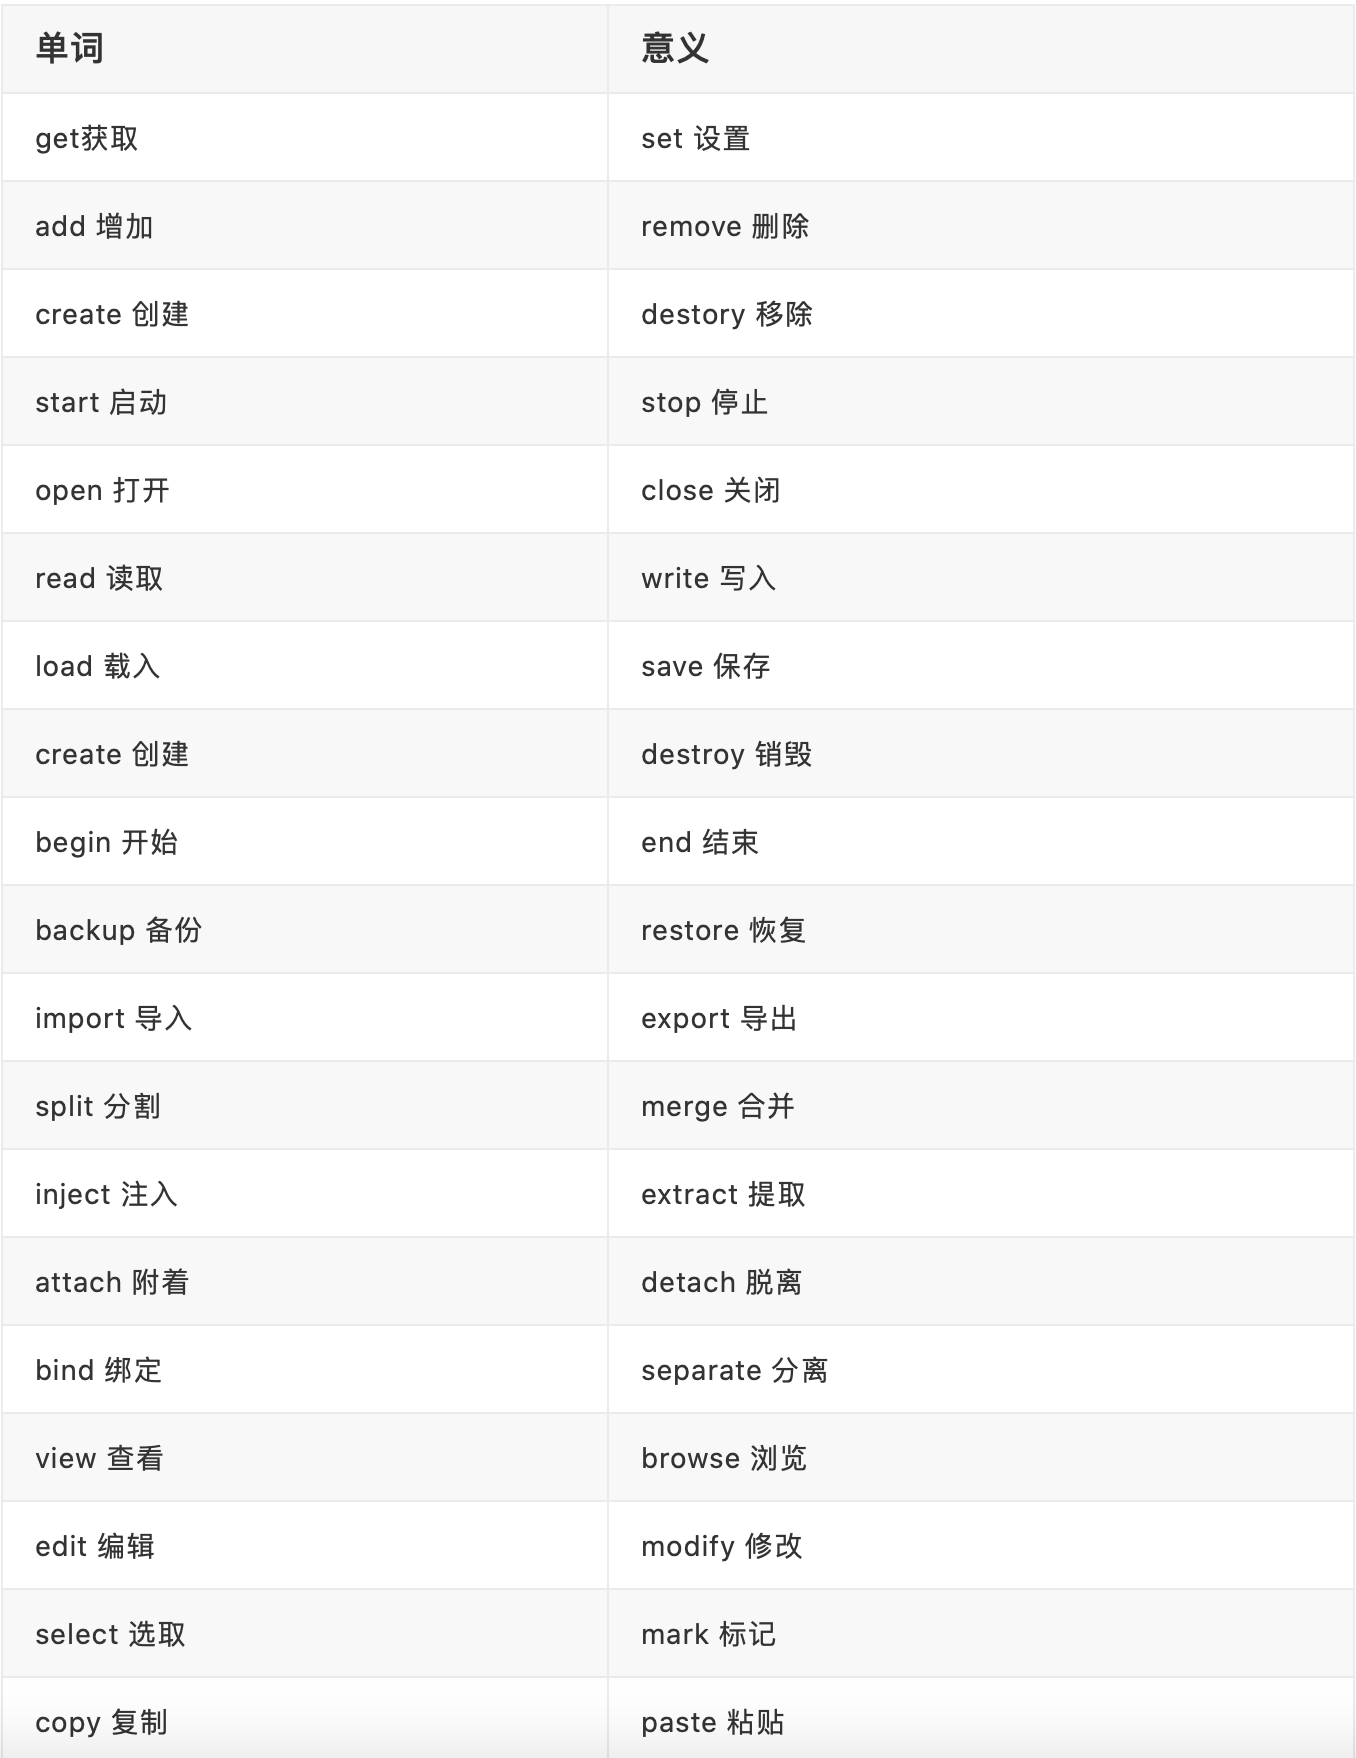 单词 意义
get获取 set 设置
add 增加 remove 删除
create 创建 destory 移除
start 启动 stop 停止
open 打开 close 关闭
read 读取 write 写入
load 载入 save 保存
create 创建 destroy 销毁
begin 开始 end 结束
backup 备份 restore 恢复
import 导入 export 导出
split 分割 merge 合并
inject 注入 extract 提取
attach 附着 detach 脱离
bind 绑定 separate 分离
view 查看 browse 浏览
edit 编辑 modify 修改
select 选取 mark 标记
copy 复制 paste 粘贴